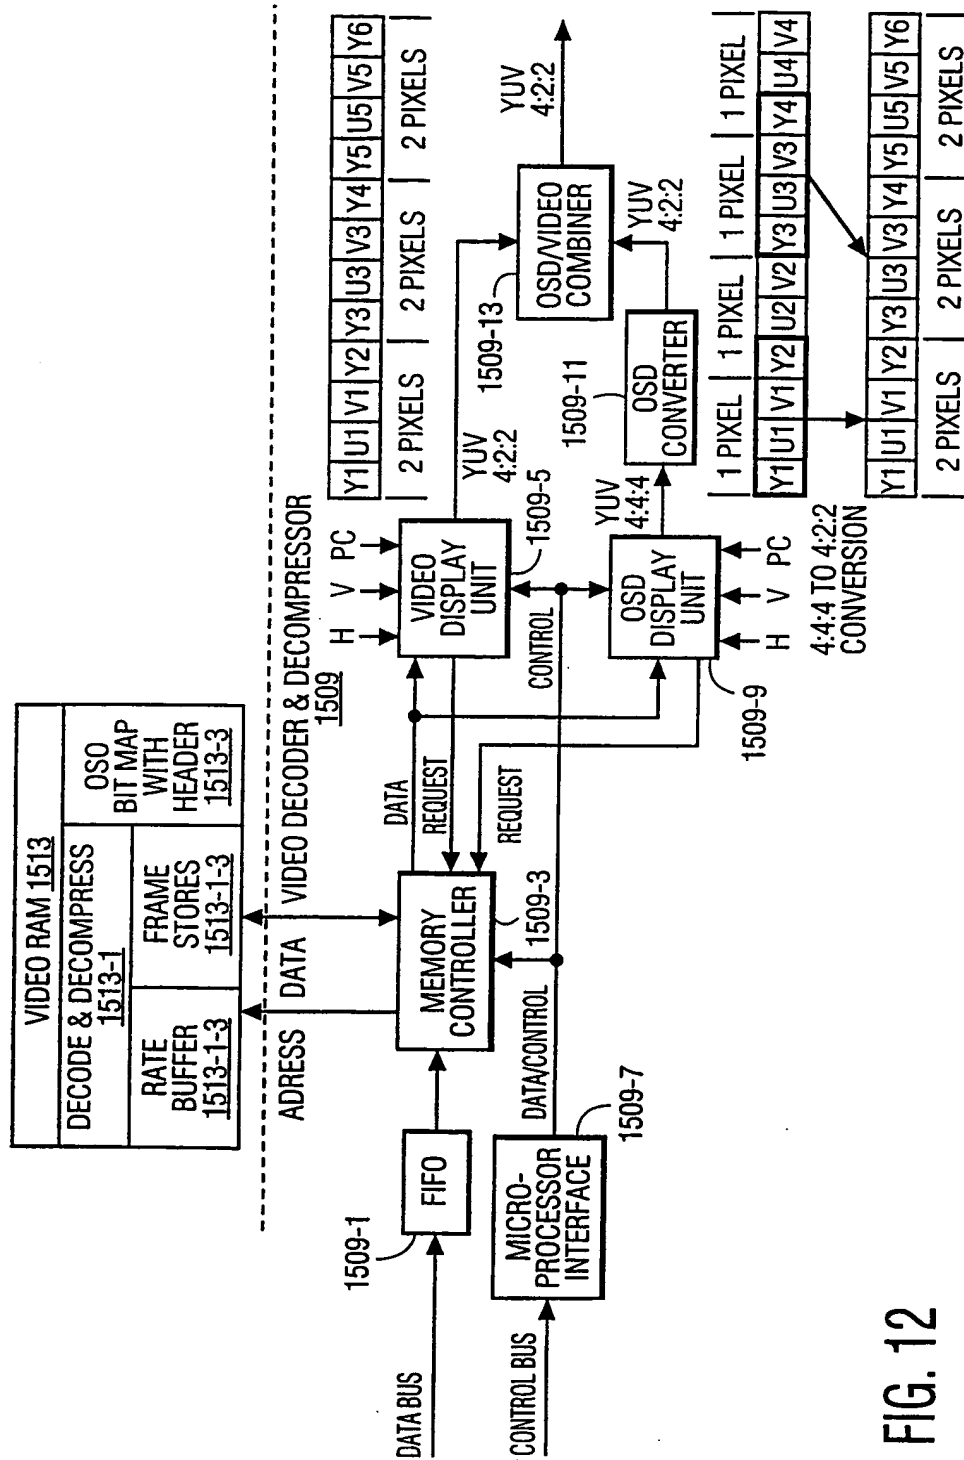 VIDEO RAM 1513
DECODE & DECOMPRESS
1513-1
RATE
BUFFER
1513-1-3
FRAME
STORES
1513-1-3
OSO
BIT MAP
WITH
HEADER
1513-3
ADRESS
DATA
VIDEO DECODER & DECOMPRESSOR
1509
DATA BUS
1509-1
FIFO
MEMORY
CONTROLLER
1509-3
DATA
REQUEST
REQUEST
H
V
PC
VIDEO
DISPLAY
UNIT
1509-5
YUV
4:2:2
Y1 U1 V1 Y2 Y3 U3 V3 Y4 Y5 U5 V5 Y6
2 PIXELS
2 PIXELS
2 PIXELS
1509-13
OSD/VIDEO
COMBINER
YUV
4:2:2
CONTROL BUS
MICRO-
PROCESSOR
INTERFACE
1509-7
DATA/CONTROL
CONTROL
OSD
DISPLAY
UNIT
1509-9
H
V
PC
YUV
4:4:4
1509-11
OSD
CONVERTER
YUV
4:2:2
1 PIXEL
1 PIXEL
1 PIXEL
1 PIXEL
Y1 U1 V1 Y2 U2 V2 Y3 U3 V3 Y4 U4 V4
4:4:4 TO 4:2:2
CONVERSION
Y1 U1 V1 Y2 Y3 U3 V3 Y4 Y5 U5 V5 Y6
2 PIXELS
2 PIXELS
2 PIXELS
FIG. 12